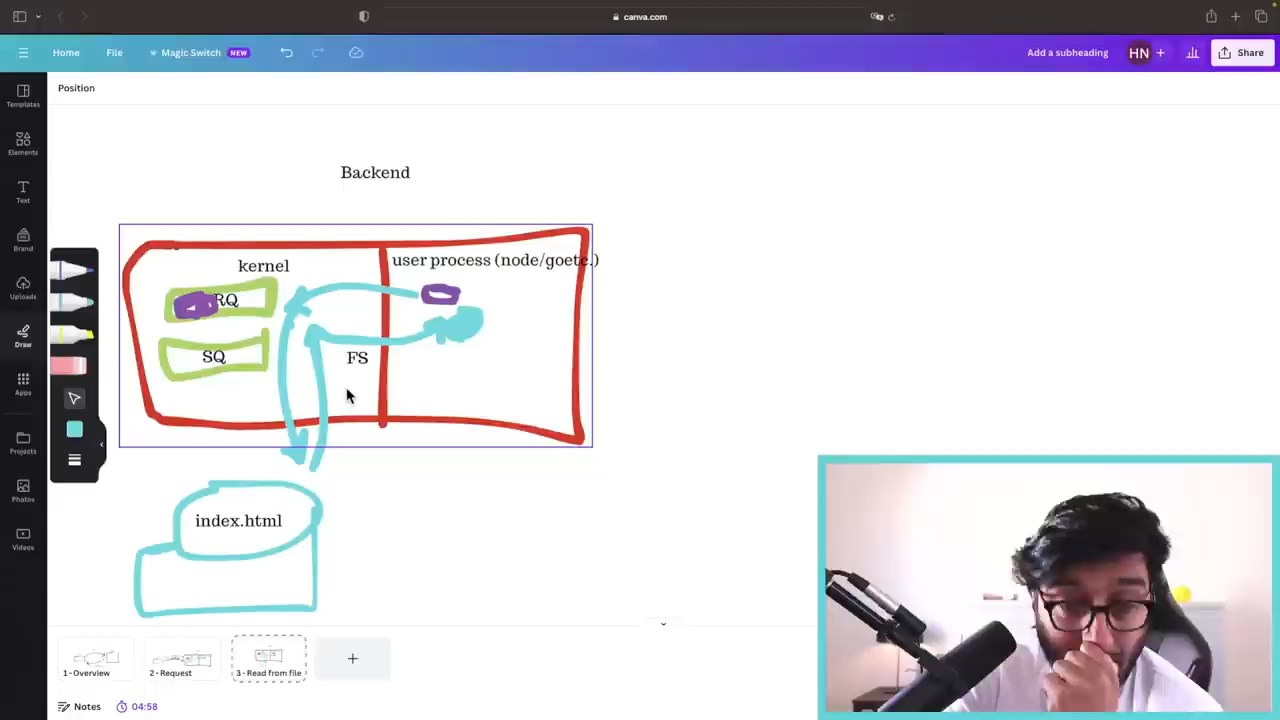 canva.com
Home
File
Magic Switch NEW
Add a subheading
HN
Share
Position
Templates
Elements
Text
Brand
Uploads
Draw
Apps
Projects
Photos
Videos
Backend
kernel
user process (node/goetc.)
RQ
SQ
FS
index.html
1 - Overview
2 - Request
3 - Read from file
Notes
04:58